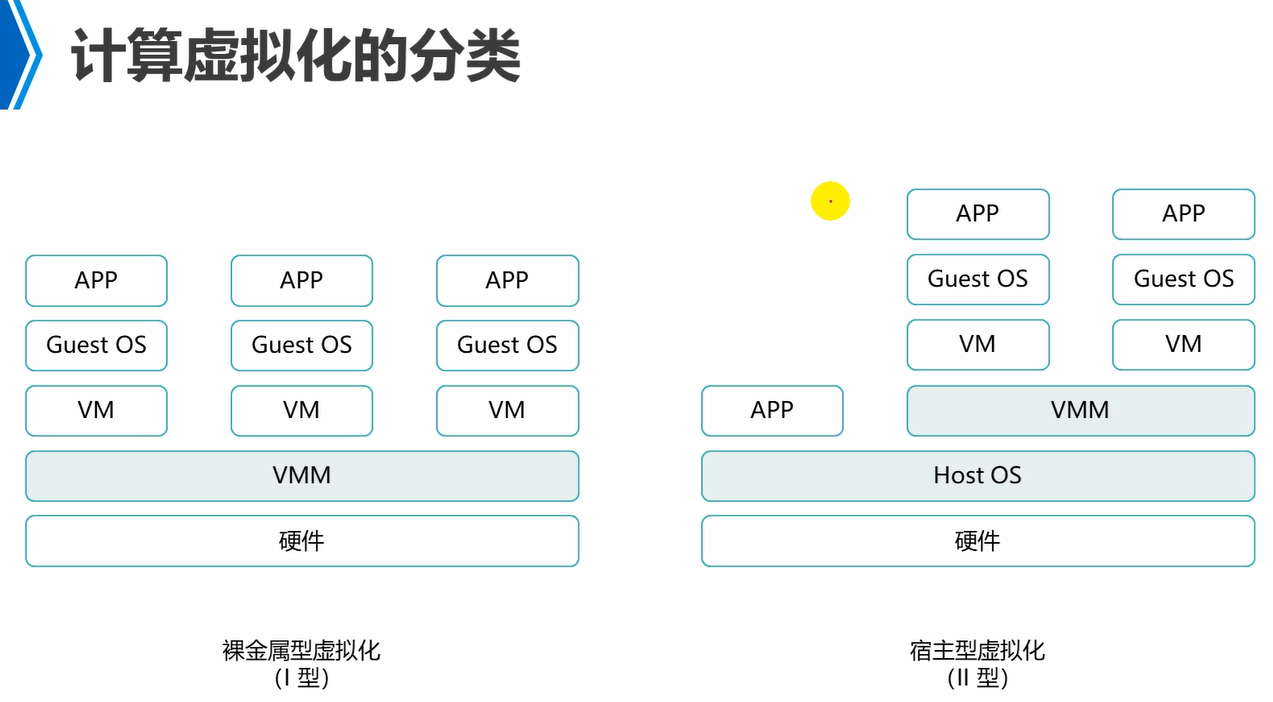 计算虚拟化的分类
APP APP APP
Guest OS Guest OS Guest OS
VM VM VM
VMM
硬件
裸金属型虚拟化
(I 型)
APP APP
Guest OS Guest OS
VM VM
APP VMM
Host OS
硬件
宿主型虚拟化
(II 型)